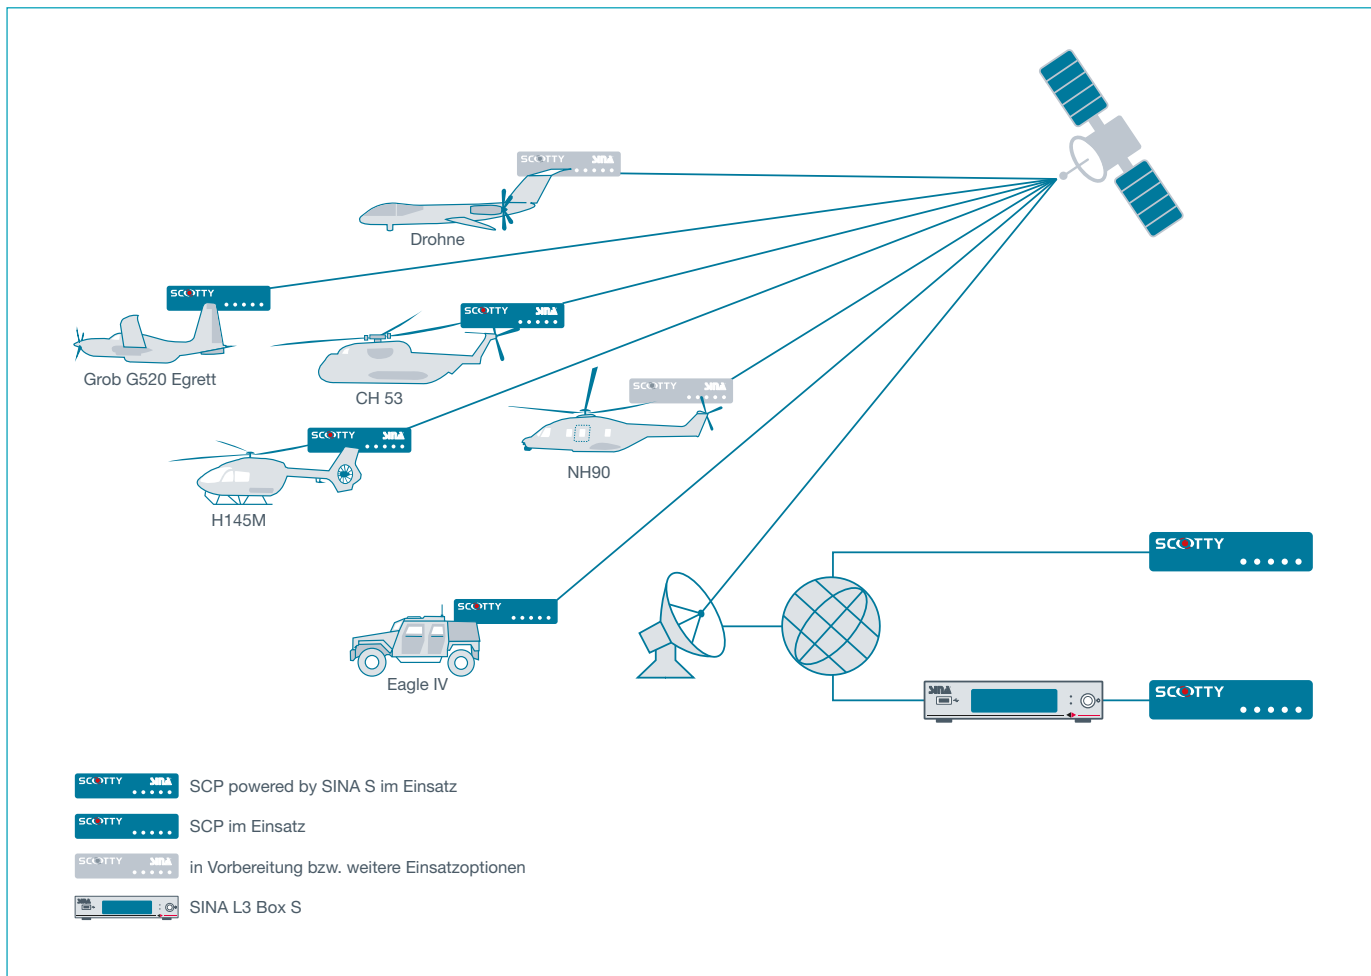 SCOTTY SINA
Drohne
SCOTTY
Grob G520 Egrett
SCOTTY SINA
CH 53
SCOTTY SINA
NH90
SCOTTY SINA
H145M
SCOTTY
SCOTTY
Eagle IV
SINA
SCOTTY
SCOTTY SINA
SCP powered by SINA S im Einsatz
SCOTTY
SCP im Einsatz
SCOTTY SINA
in Vorbereitung bzw. weitere Einsatzoptionen
SINA
SINA L3 Box S